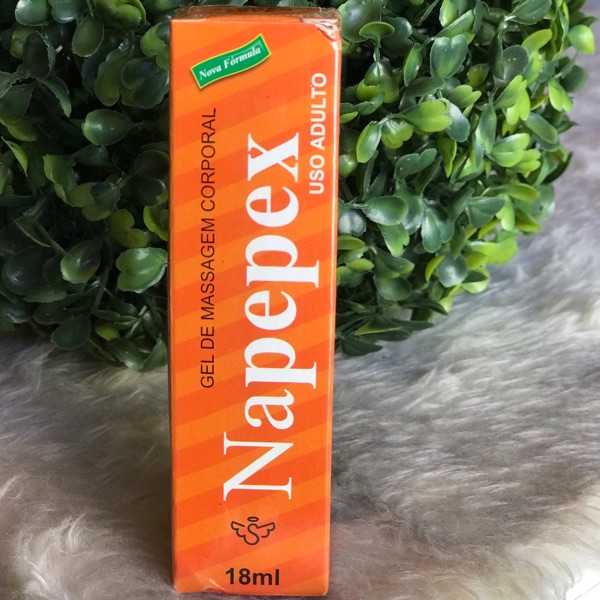 Nova Fórmula
GEL DE MASSAGEM CORPORAL
Napepex
USO ADULTO
18ml